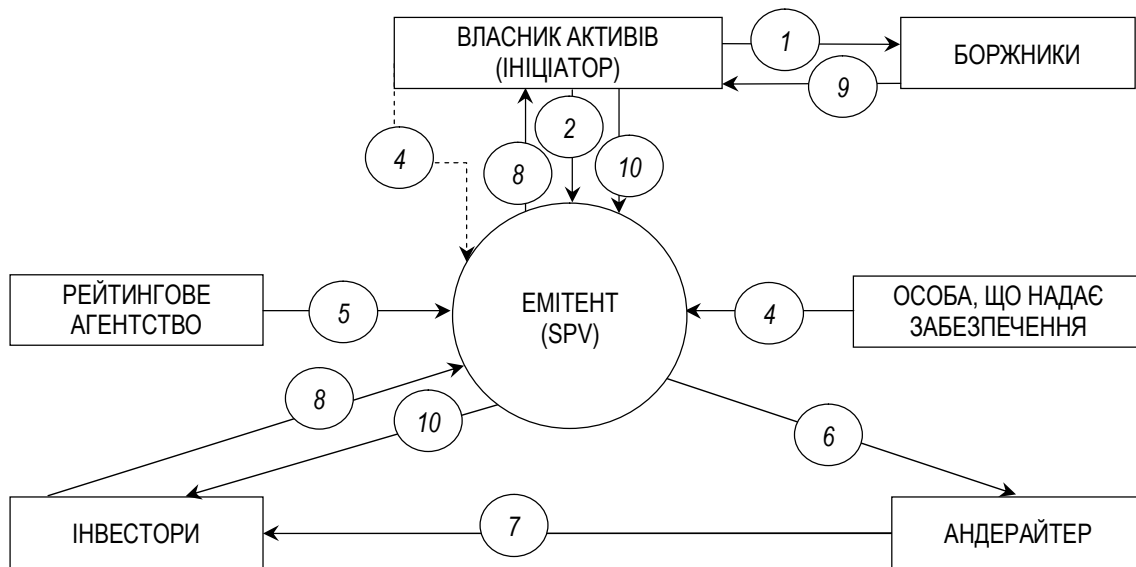 ВЛАСНИК АКТИВІВ
(ІНІЦІАТОР)
1
БОРЖНИКИ
9
2
4
8
10
РЕЙТИНГОВЕ
АГЕНТСТВО
5
ЕМІТЕНТ
(SPV)
4
ОСОБА, ЩО НАДАЄ
ЗАБЕЗПЕЧЕННЯ
8
10
6
ІНВЕСТОРИ
7
АНДЕРАЙТЕР